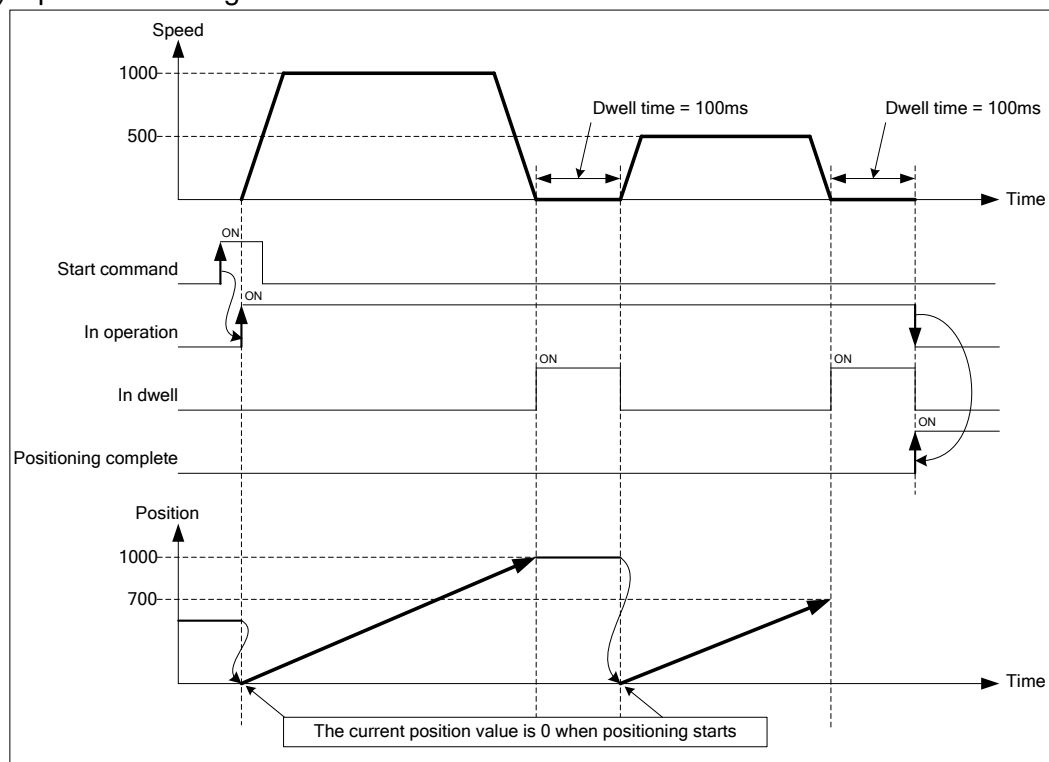 Speed
1000
Dwell time = 100ms
Dwell time = 100ms
500
Time
ON
Start command
ON
In operation
ON
ON
In dwell
ON
Positioning complete
Position
1000
700
Time
The current position value is 0 when positioning starts